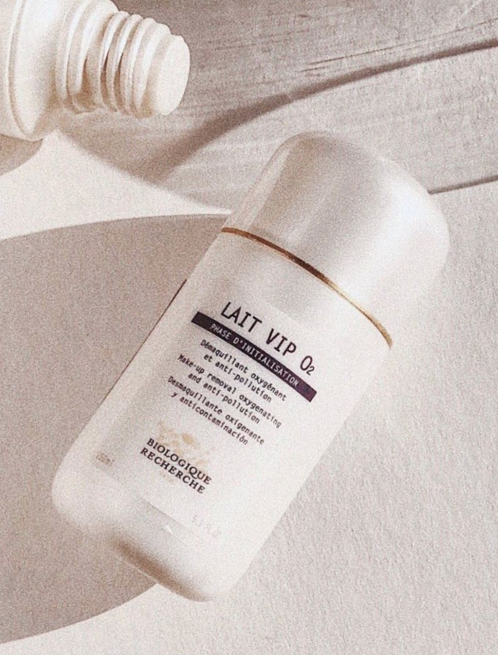 LAIT VIP O₂
PHASE D'INITIALISATION
Démaquillant oxygénant
et anti-pollution
Make-up removal oxygenating
and anti-pollution
Desmaquillante oxigenante
y anticontaminación
BIOLOGIQUE
RECHERCHE